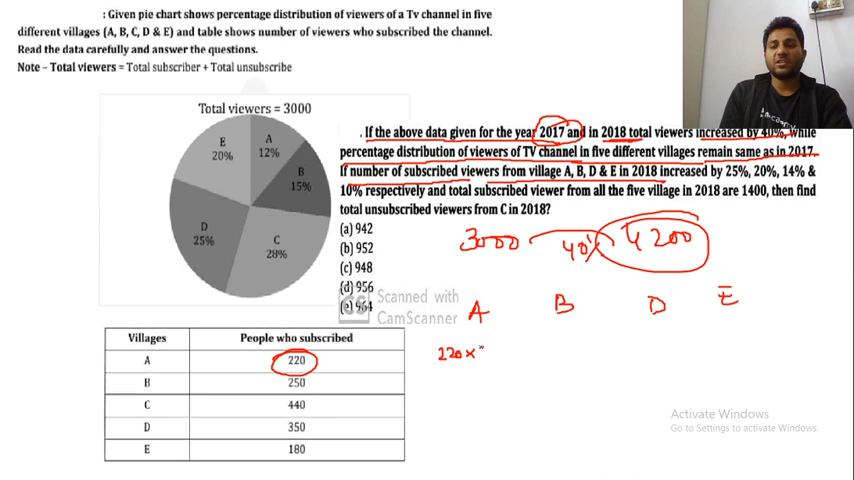 : Given pie chart shows percentage distribution of viewers of a Tv channel in five
different villages (A, B, C, D & E) and table shows number of viewers who subscribed the channel.
Read the data carefully and answer the questions.
Note – Total viewers = Total subscriber + Total unsubscribe
Total viewers = 3000
E
20%
A
12%
B
15%
D
25%
C
28%
. If the above data given for the year 2017 and in 2018 total viewers increased by 40%, while
percentage distribution of viewers of TV channel in five different villages remain same as in 2017.
If number of subscribed viewers from village A, B, D & E in 2018 increased by 25%, 20%, 14% &
10% respectively and total subscribed viewer from all the five village in 2018 are 1400, then find
total unsubscribed viewers from C in 2018?
(a) 942
(b) 952
(c) 948
(d) 956
(e) 964
3000 40% 4200
A B D E
220×
CS Scanned with
CamScanner
Villages People who subscribed
A 220
B 250
C 440
D 350
E 180
Activate Windows
Go to Settings to activate Windows.